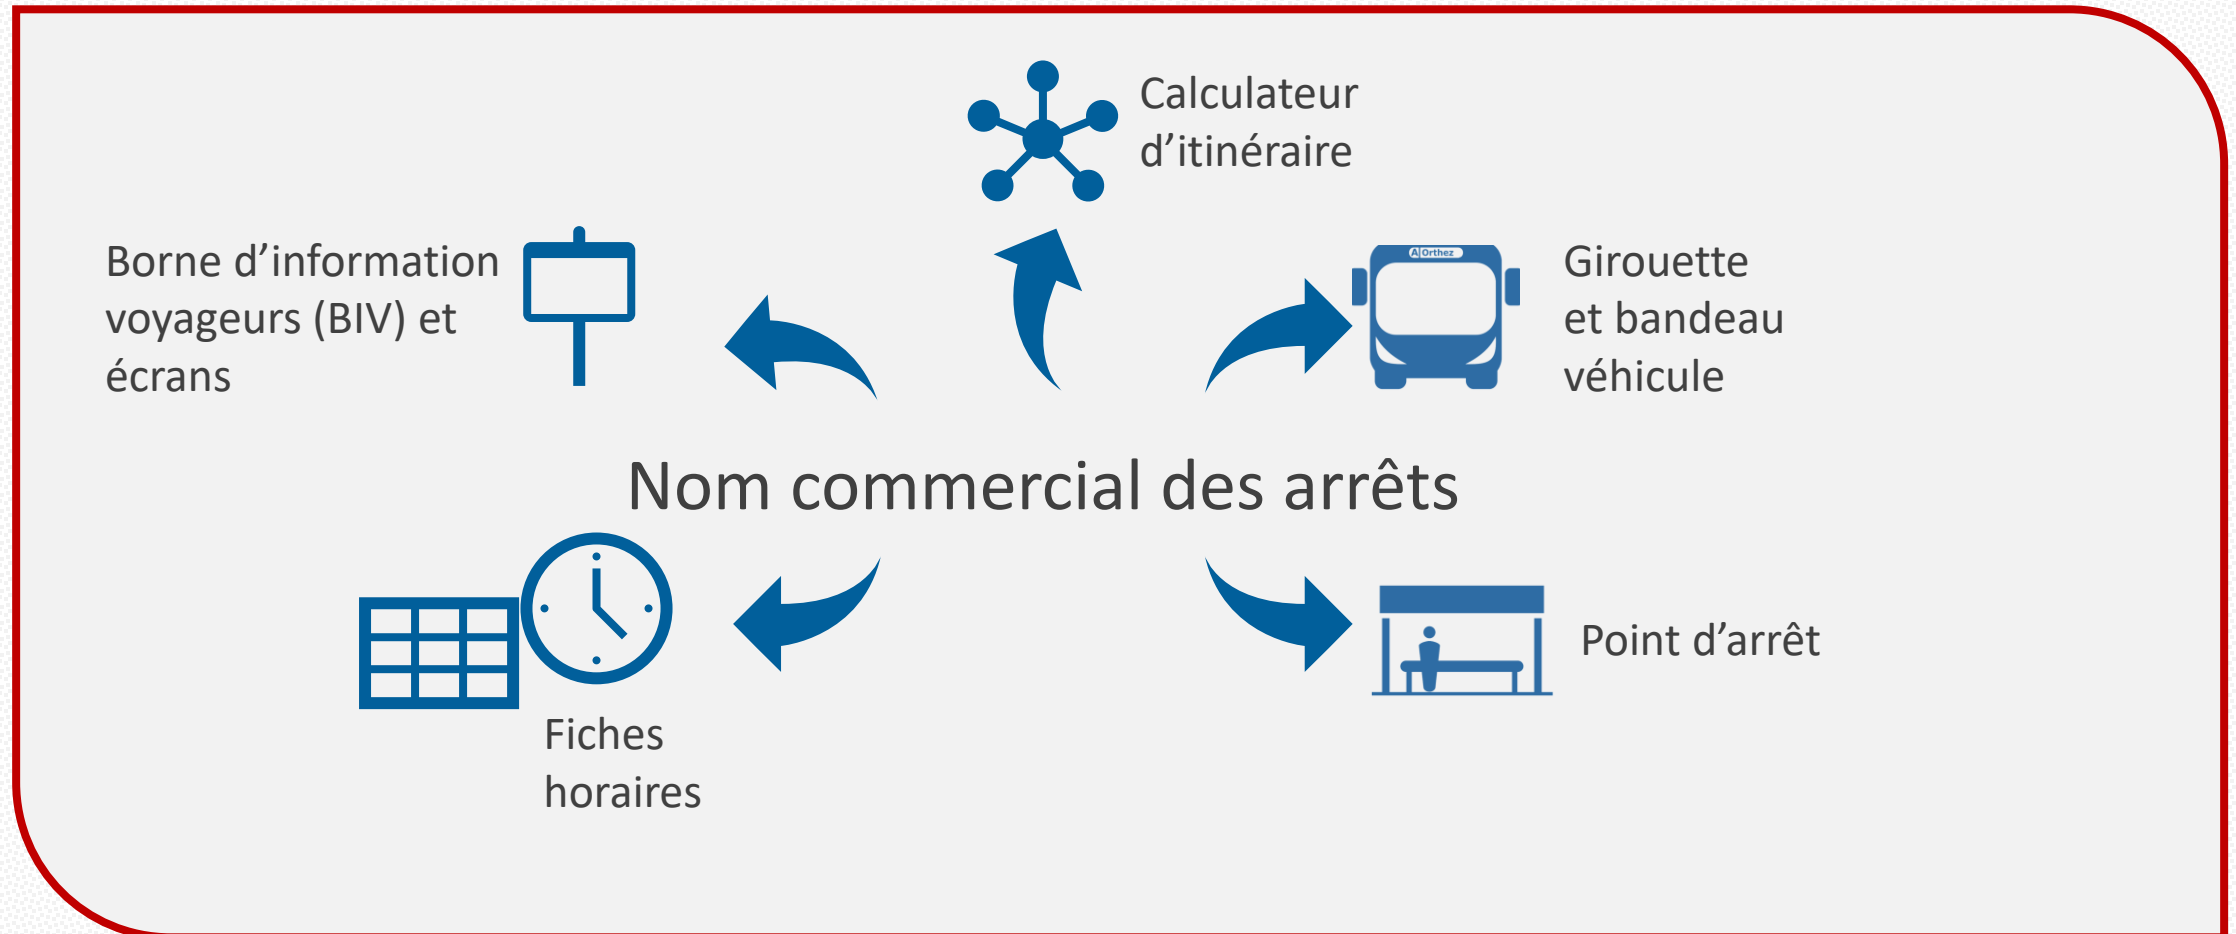 Calculateur
d’itinéraire
Borne d’information
voyageurs (BIV) et
écrans
A Orthez
Girouette
et bandeau
véhicule
Nom commercial des arrêts
Point d’arrêt
Fiches
horaires